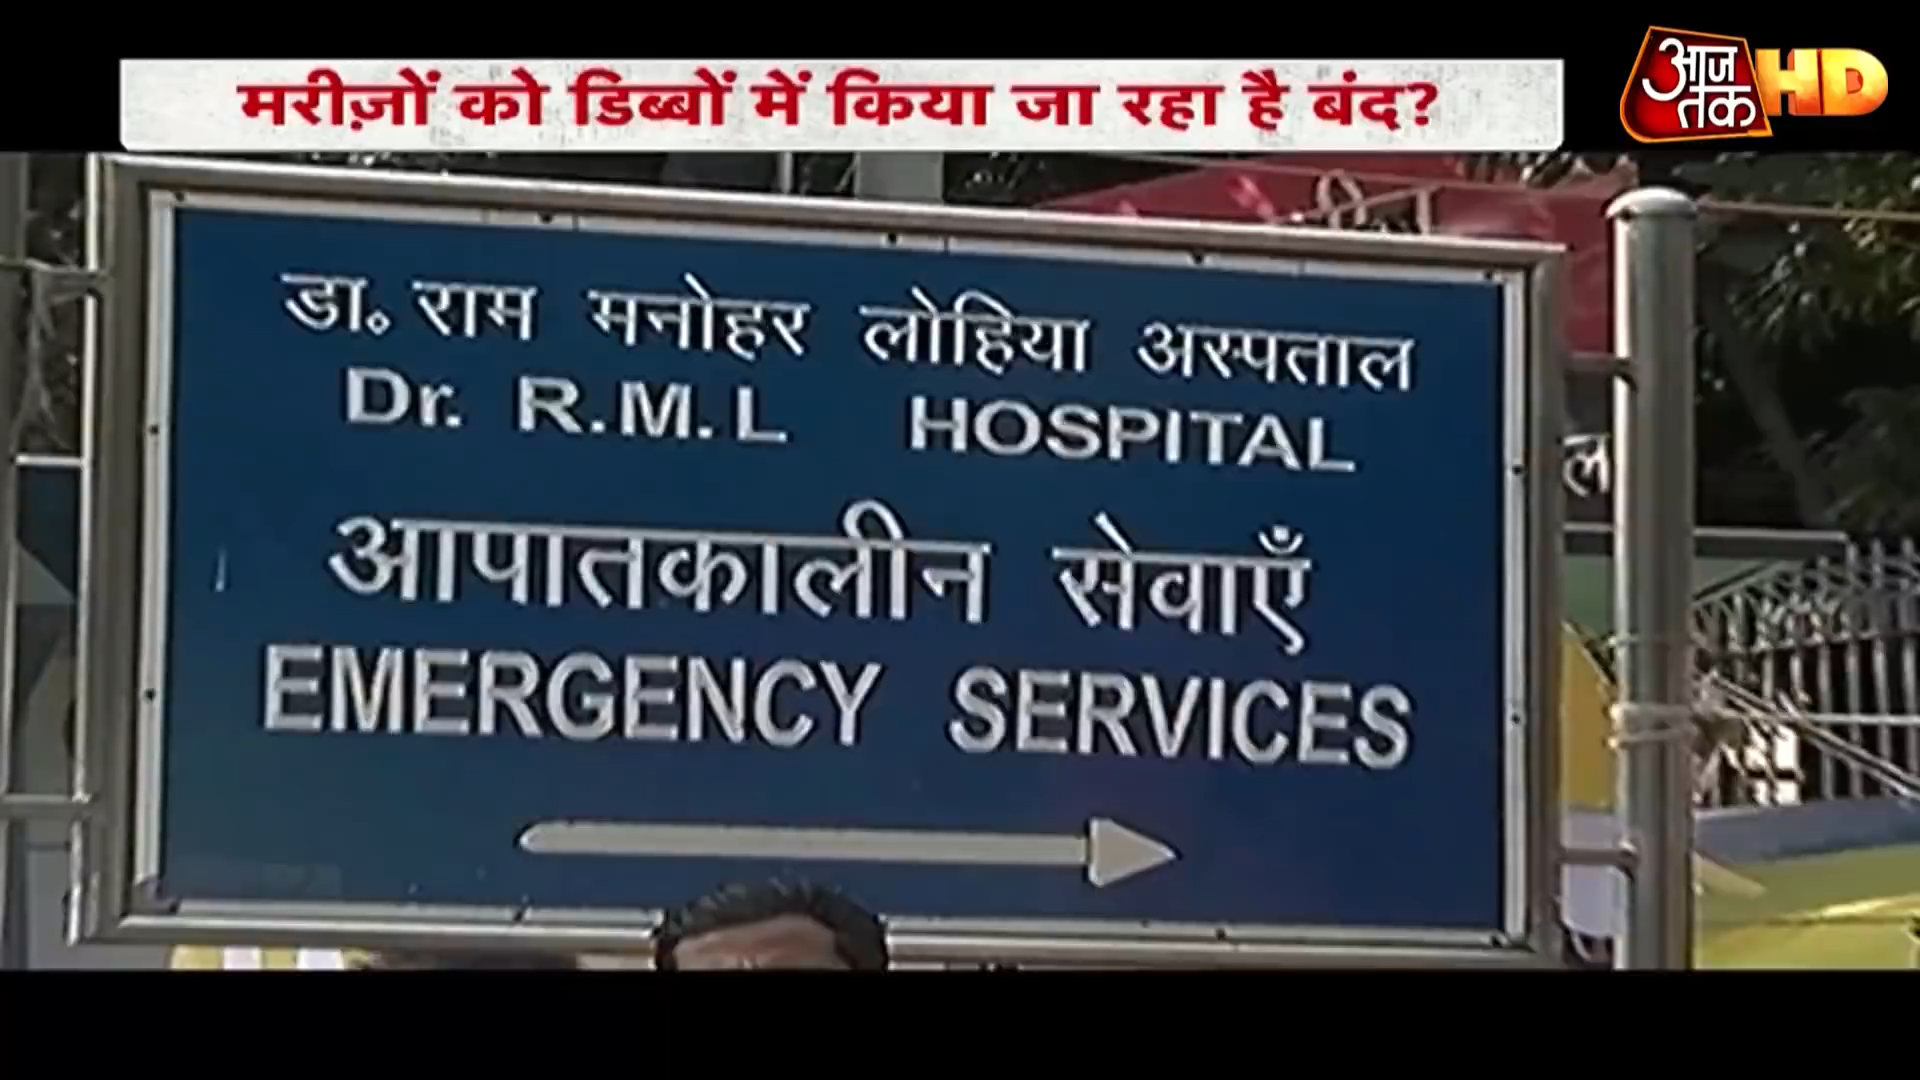 मरीज़ों को डिब्बों में किया जा रहा है बंद?
आज तक HD
डा॰ राम मनोहर लोहिया अस्पताल
Dr. R.M.L HOSPITAL
आपातकालीन सेवाएँ
EMERGENCY SERVICES
ल